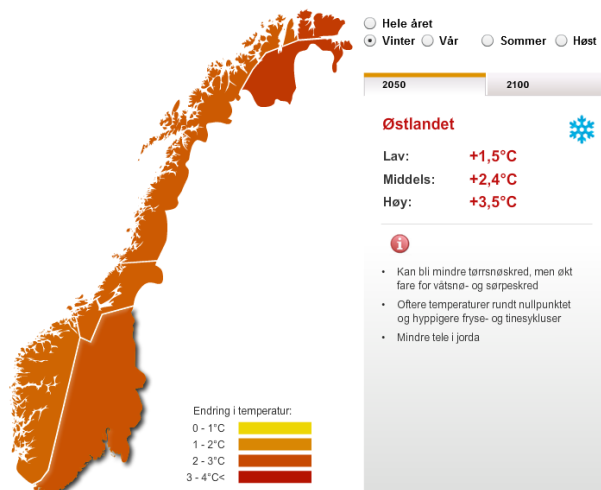 Hele året
Vinter Vår Sommer Høst
2050 2100
Østlandet
Lav: +1,5°C
Middels: +2,4°C
Høy: +3,5°C
i
• Kan bli mindre tørrsnøskred, men økt
fare for våtsnø- og sørpeskred
• Oftere temperaturer rundt nullpunktet
og hyppigere fryse- og tinesykluser
• Mindre tele i jorda
Endring i temperatur:
0 - 1°C
1 - 2°C
2 - 3°C
3 - 4°C<